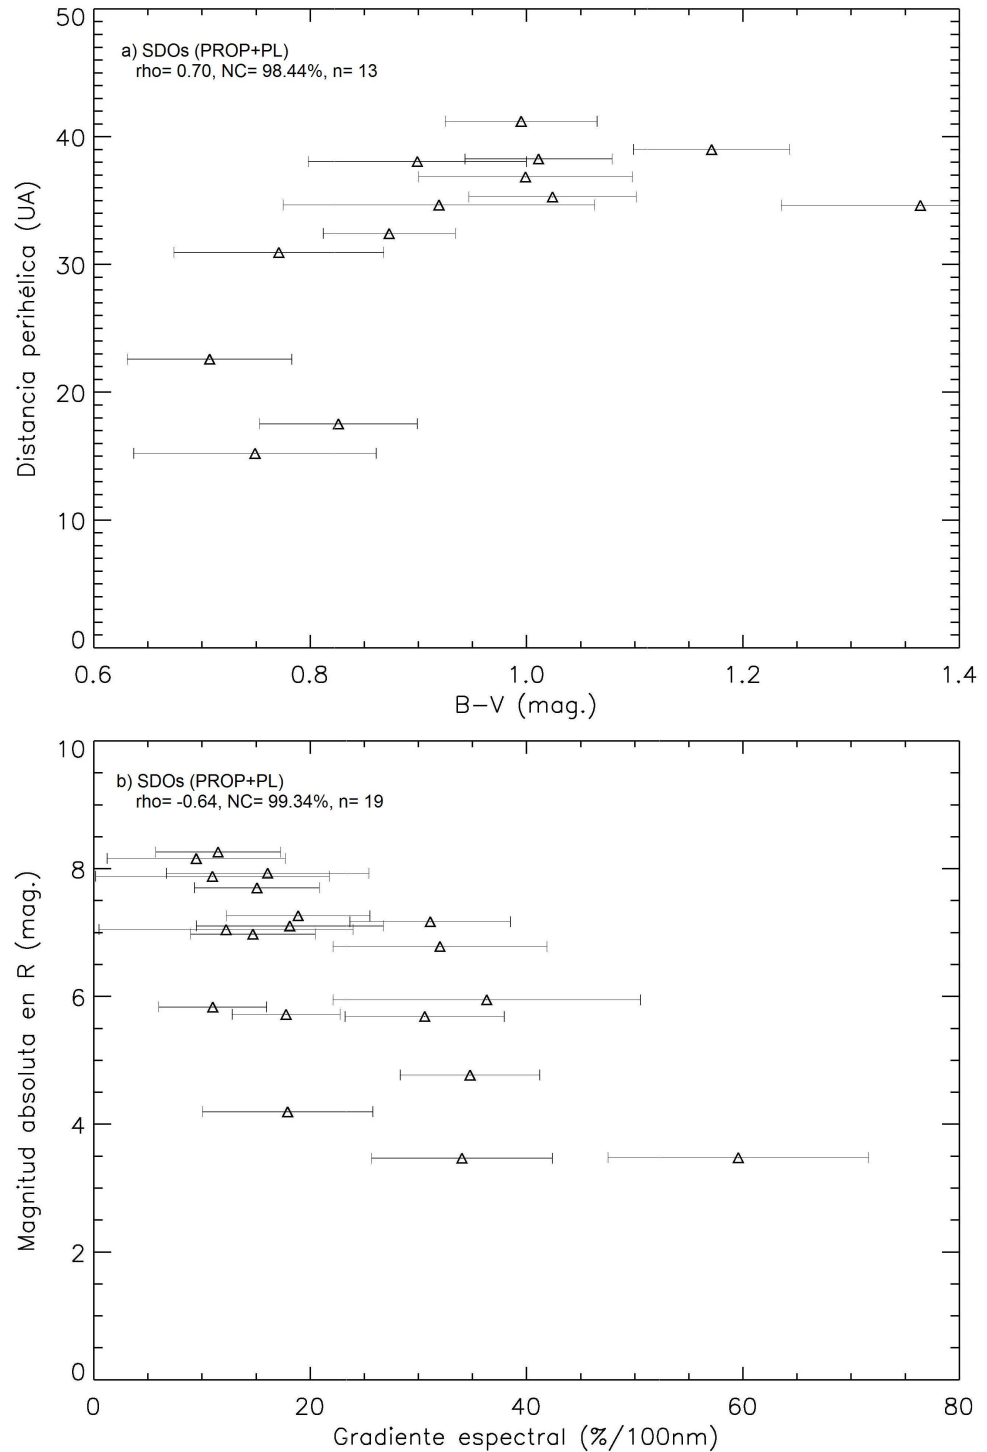 50
a) SDOs (PROP+PL)
rho= 0.70, NC= 98.44%, n= 13
40
30
20
10
0
Distancia perihélica (UA)
0.6 0.8 1.0 1.2 1.4
B-V (mag.)
10
b) SDOs (PROP+PL)
rho= -0.64, NC= 99.34%, n= 19
8
6
4
2
0
Magnitud absoluta en R (mag.)
0 20 40 60 80
Gradiente espectral (%/100nm)